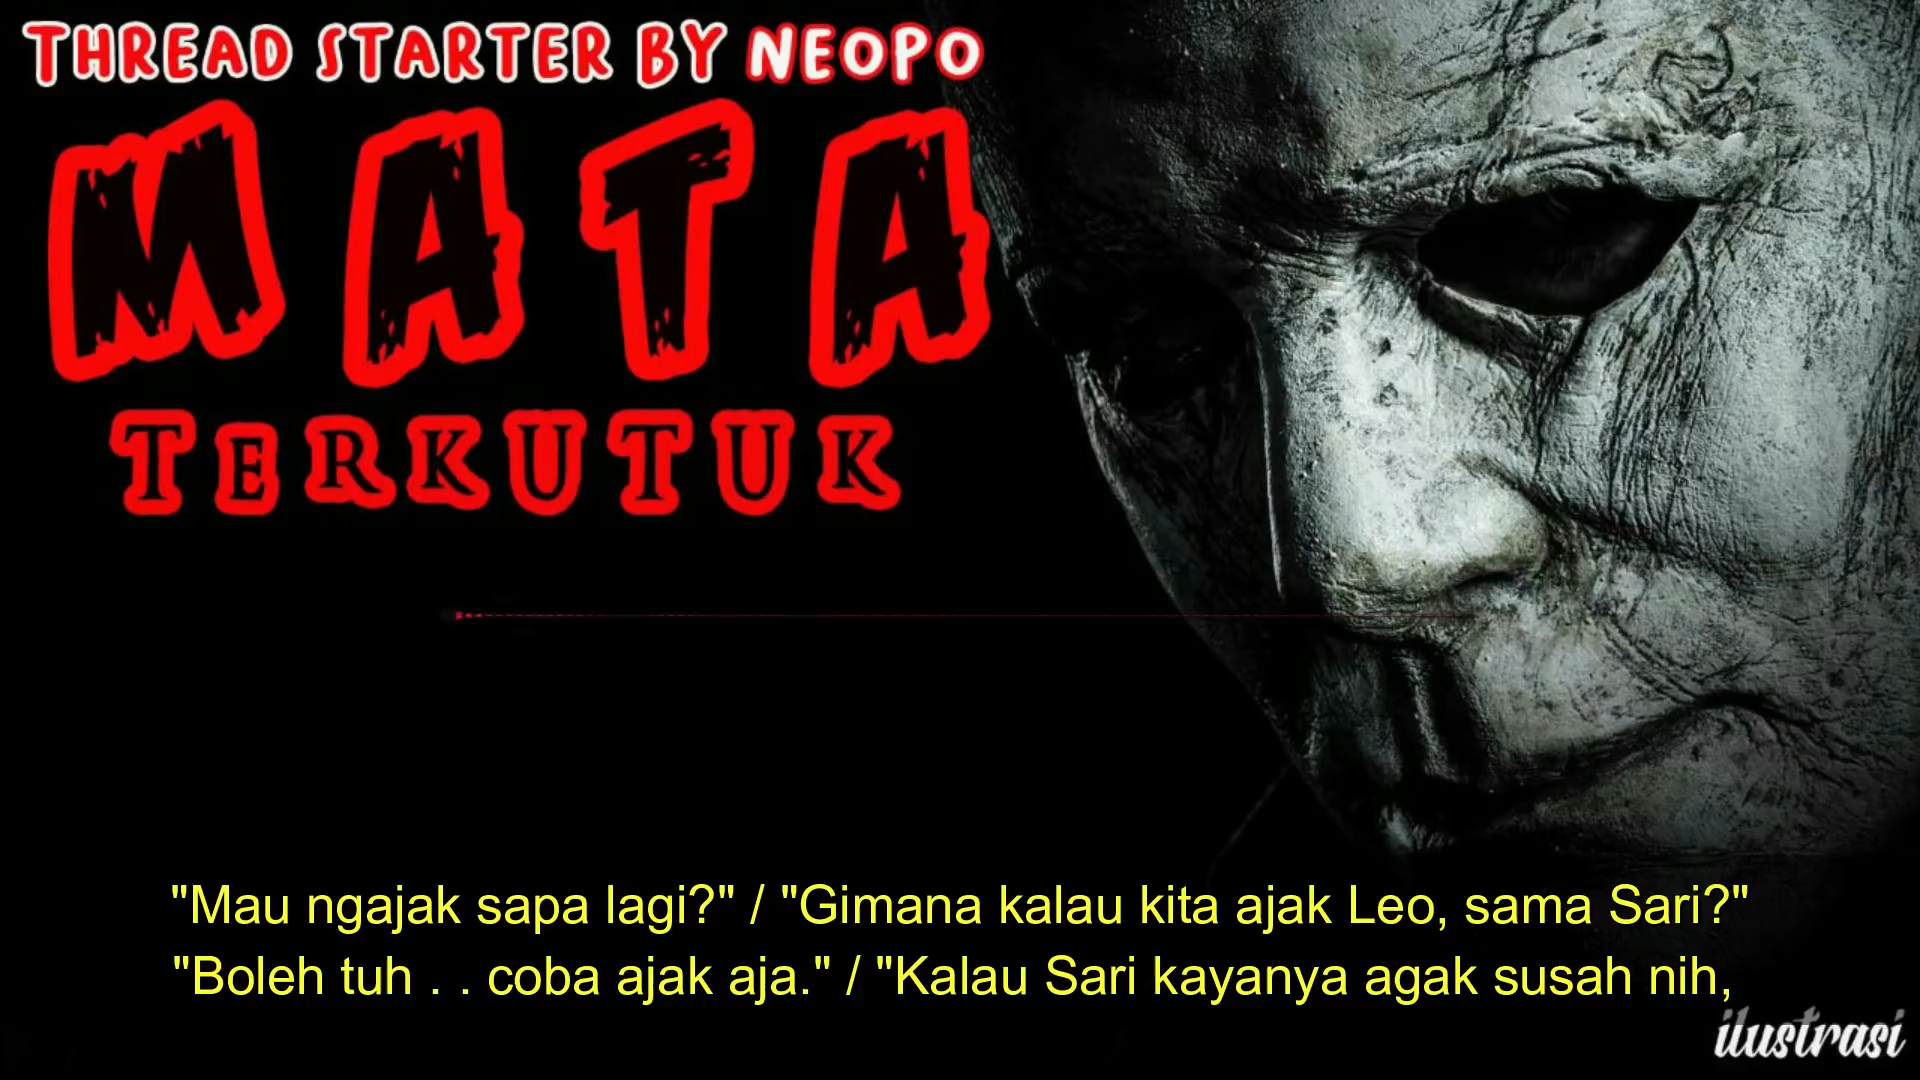 THREAD STARTER BY NEOPO
MATA
TERKUTUK
"Mau ngajak sapa lagi?" / "Gimana kalau kita ajak Leo, sama Sari?"
"Boleh tuh . . coba ajak aja." / "Kalau Sari kayanya agak susah nih,
ilustrasi